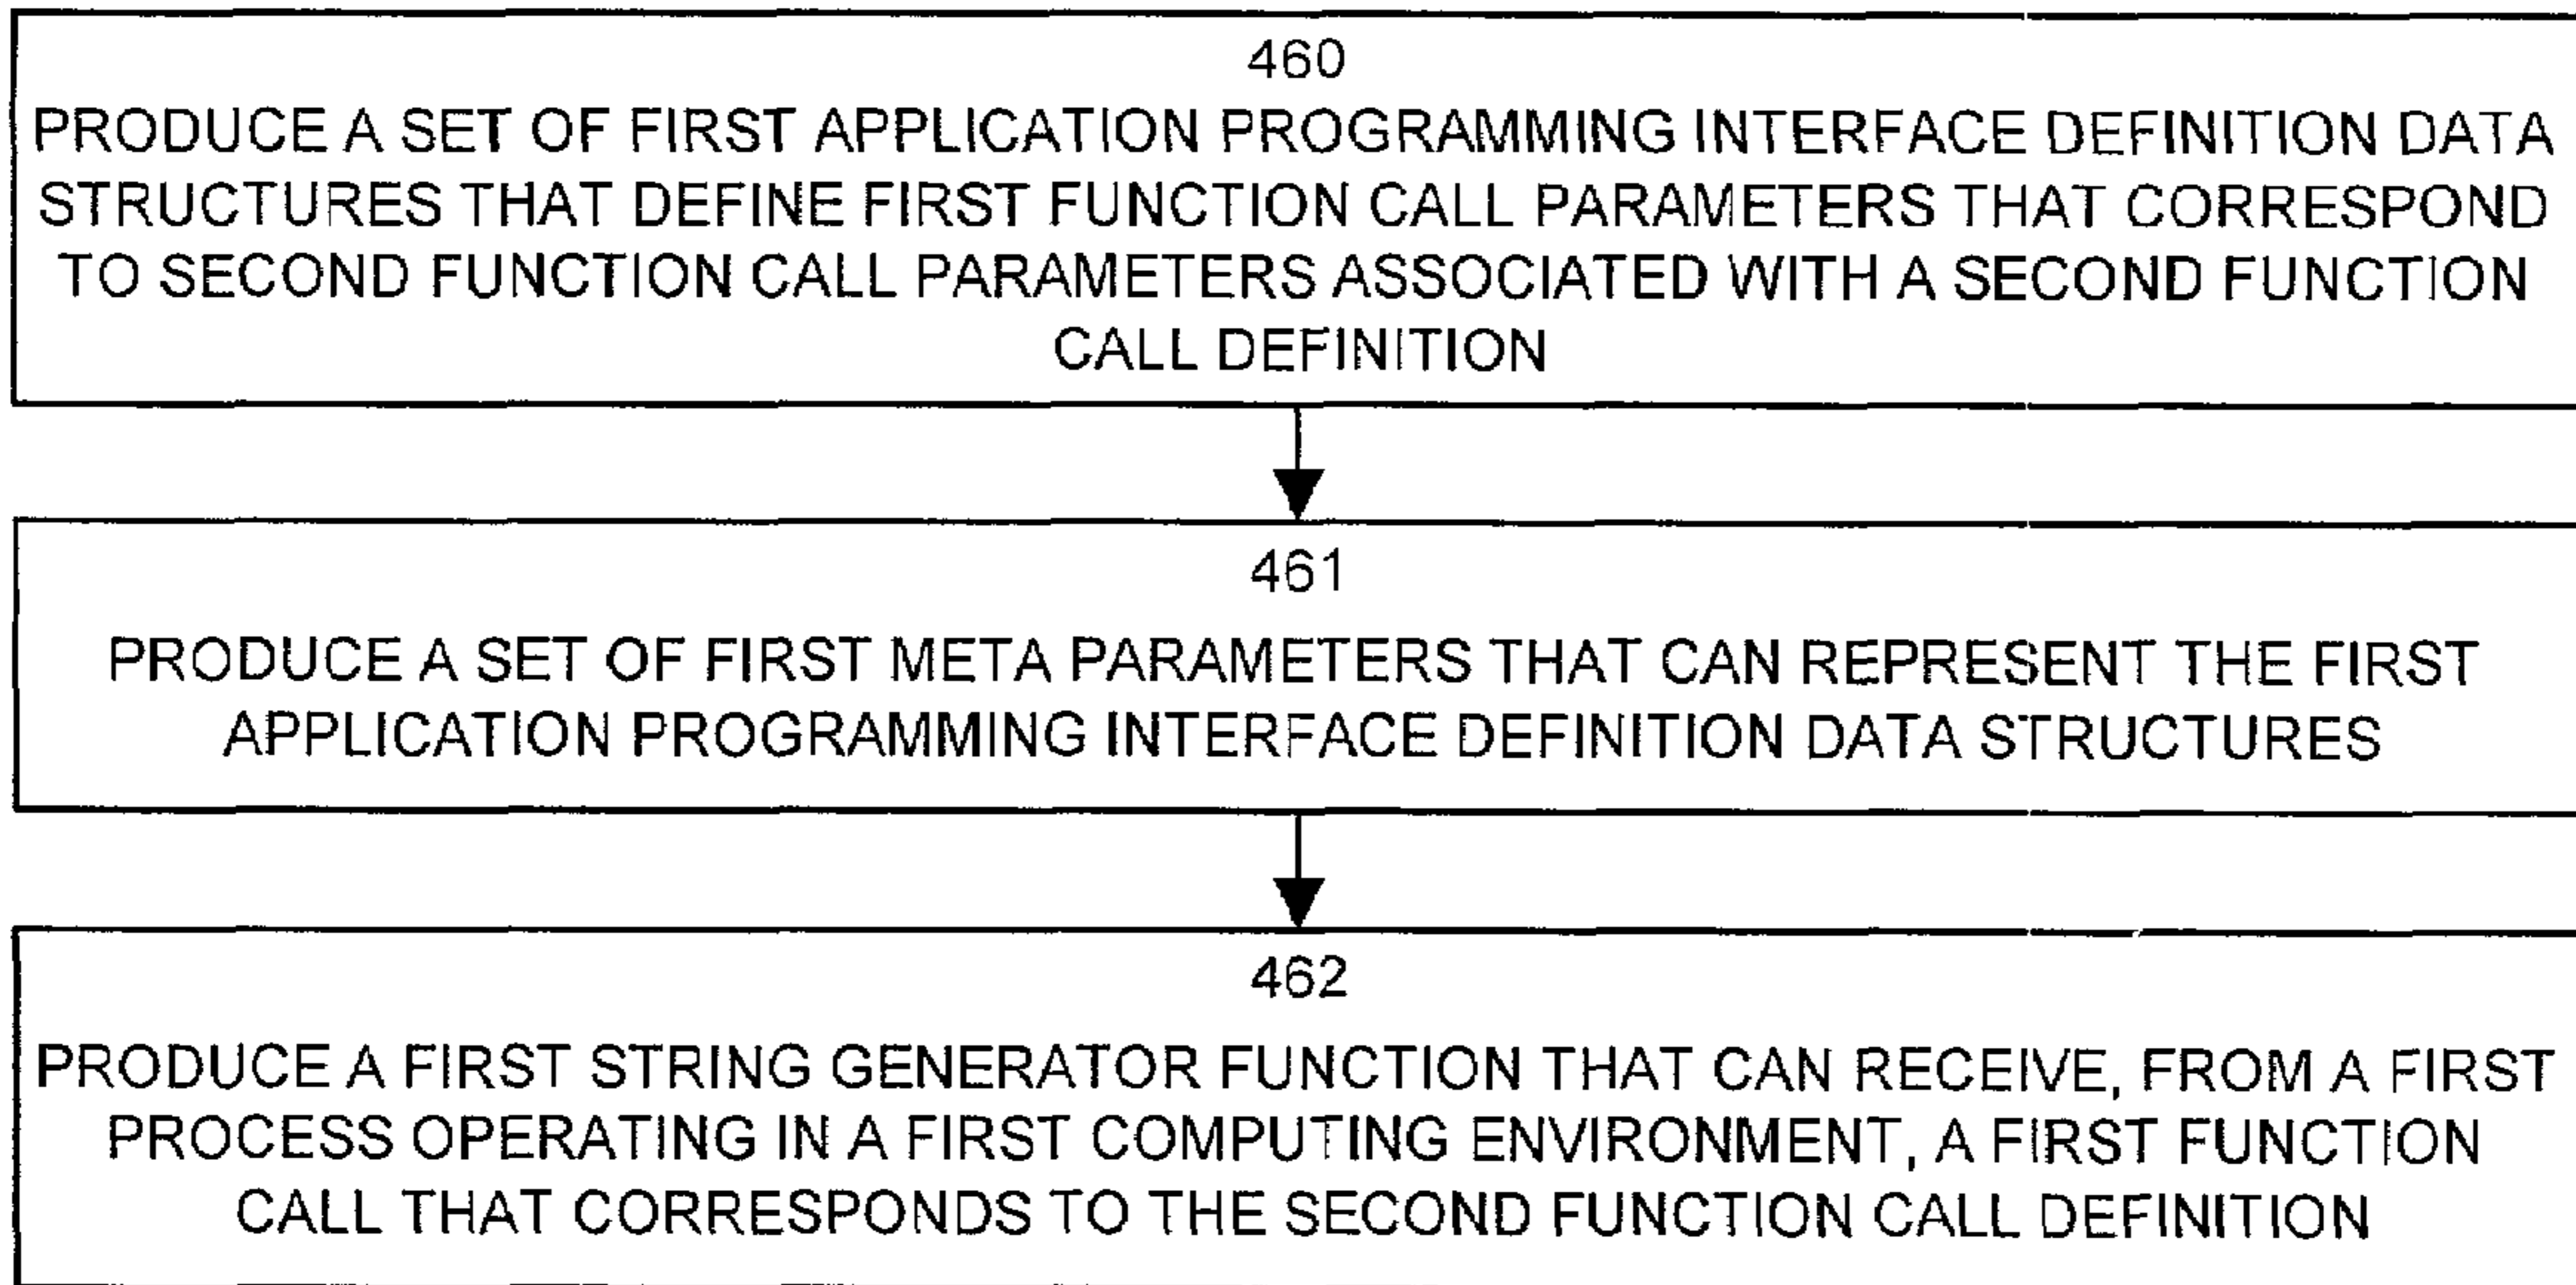 460
PRODUCE A SET OF FIRST APPLICATION PROGRAMMING INTERFACE DEFINITION DATA
STRUCTURES THAT DEFINE FIRST FUNCTION CALL PARAMETERS THAT CORRESPOND
TO SECOND FUNCTION CALL PARAMETERS ASSOCIATED WITH A SECOND FUNCTION
CALL DEFINITION
461
PRODUCE A SET OF FIRST META PARAMETERS THAT CAN REPRESENT THE FIRST
APPLICATION PROGRAMMING INTERFACE DEFINITION DATA STRUCTURES
462
PRODUCE A FIRST STRING GENERATOR FUNCTION THAT CAN RECEIVE, FROM A FIRST
PROCESS OPERATING IN A FIRST COMPUTING ENVIRONMENT, A FIRST FUNCTION
CALL THAT CORRESPONDS TO THE SECOND FUNCTION CALL DEFINITION